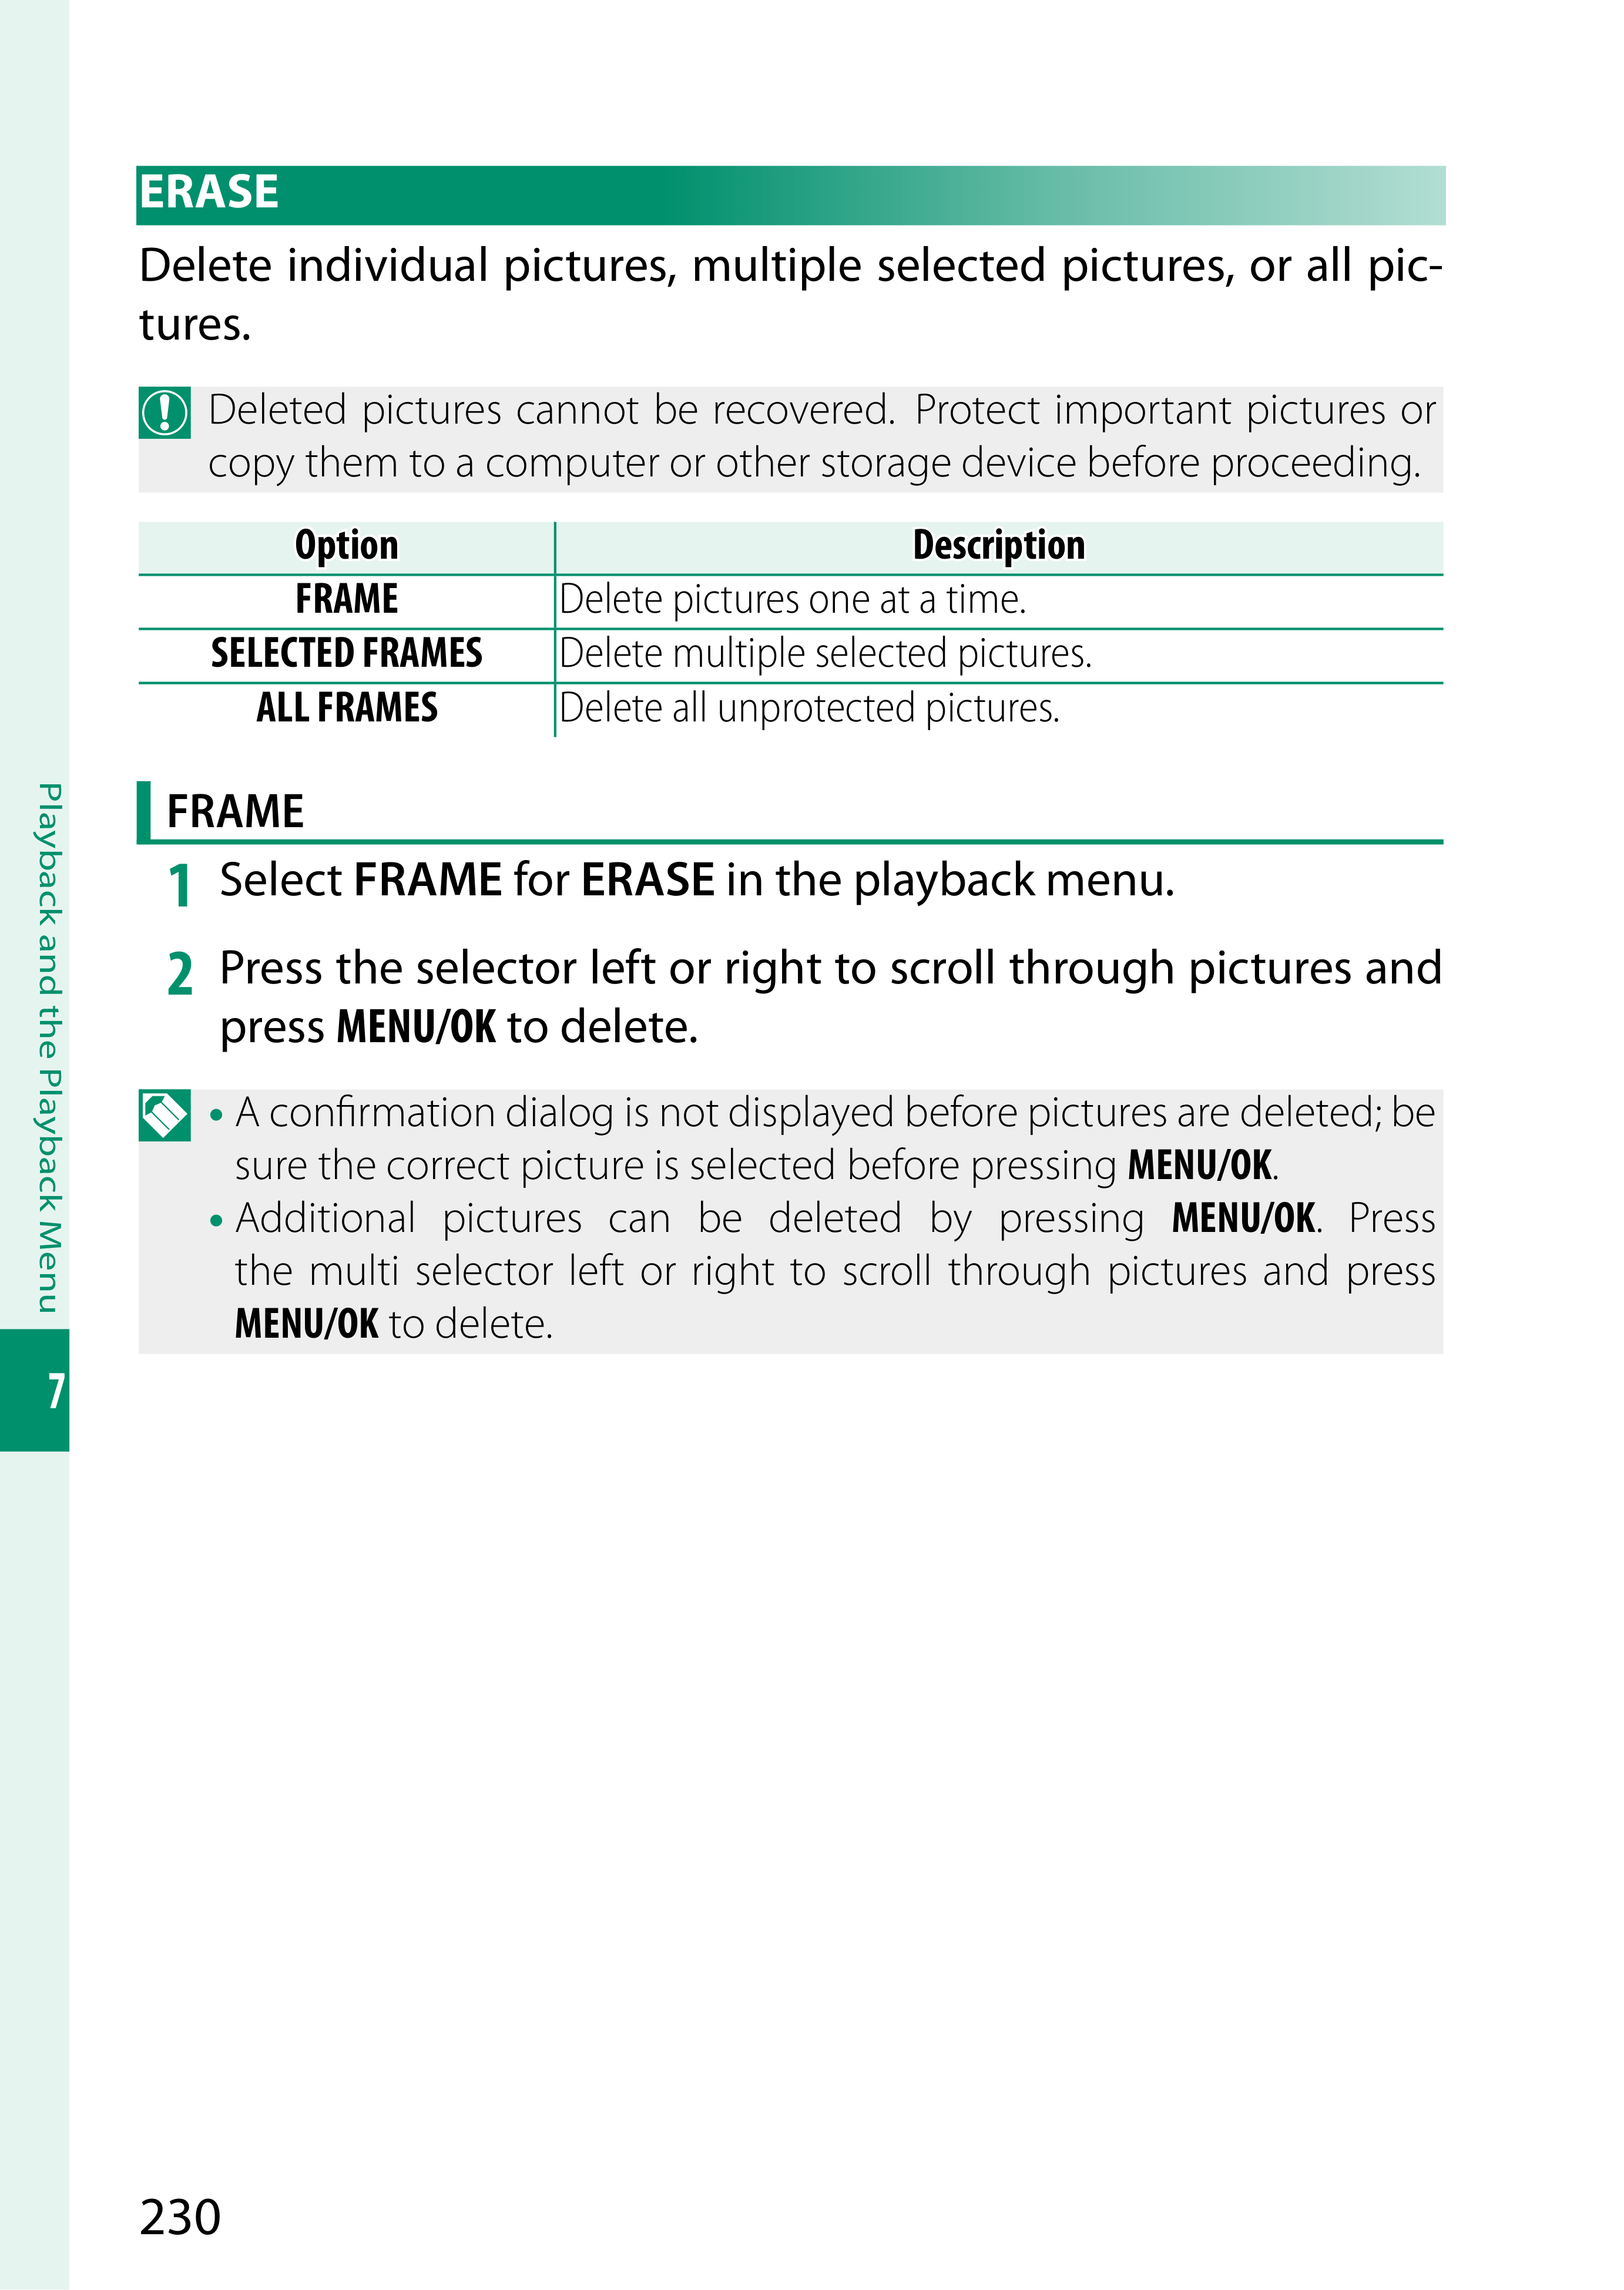 ERASE
Delete individual pictures, multiple selected pictures, or all pic-
tures.
Deleted pictures cannot be recovered. Protect important pictures or
copy them to a computer or other storage device before proceeding.
Option Description
FRAME Delete pictures one at a time.
SELECTED FRAMES Delete multiple selected pictures.
ALL FRAMES Delete all unprotected pictures.
FRAME
1 Select FRAME for ERASE in the playback menu.
2 Press the selector left or right to scroll through pictures and
press MENU/OK to delete.
• A confirmation dialog is not displayed before pictures are deleted; be
sure the correct picture is selected before pressing MENU/OK.
• Additional pictures can be deleted by pressing MENU/OK. Press
the multi selector left or right to scroll through pictures and press
MENU/OK to delete.
Playback and the Playback Menu
7
230